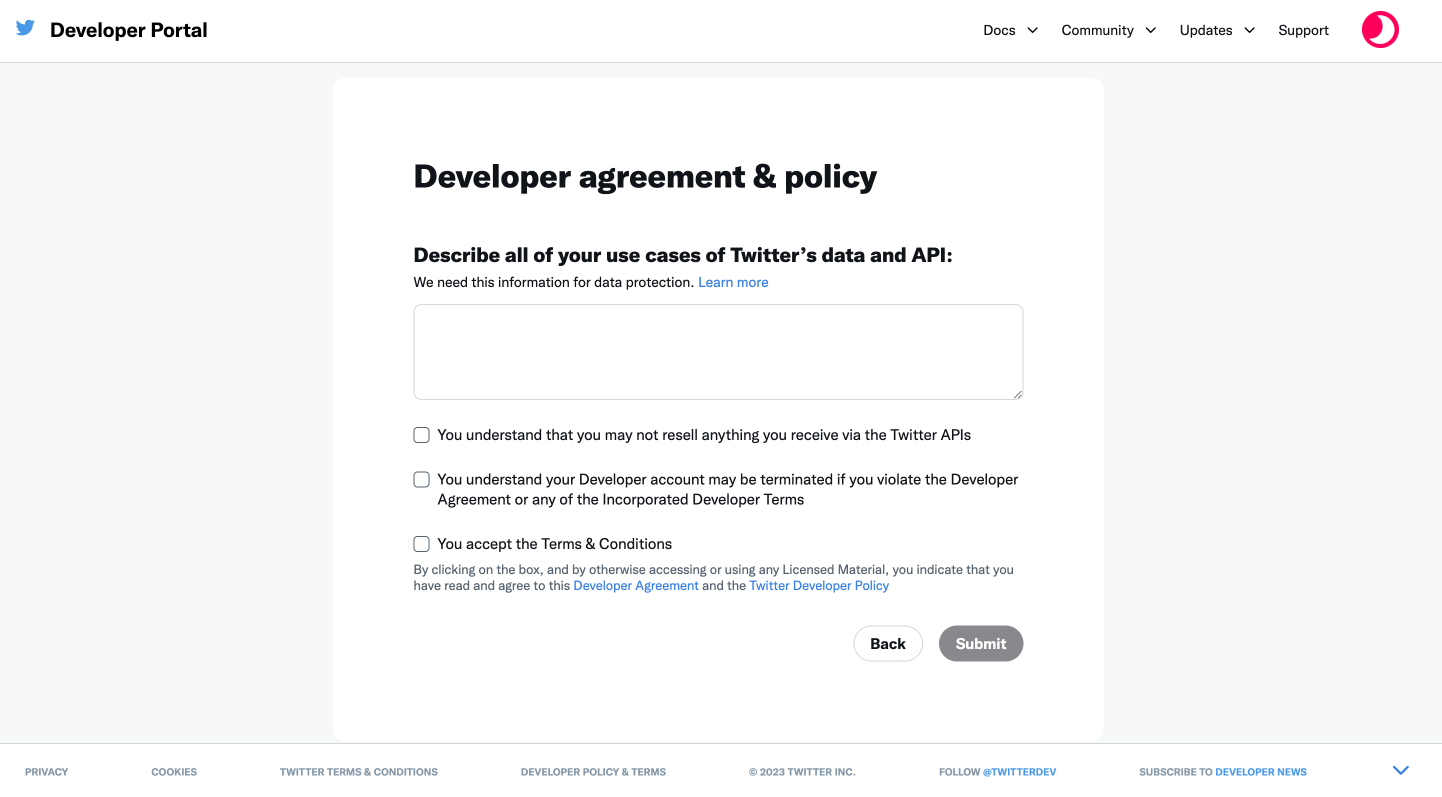 Developer Portal
Docs
Community
Updates
Support
Developer agreement & policy
Describe all of your use cases of Twitter’s data and API:
We need this information for data protection. Learn more
You understand that you may not resell anything you receive via the Twitter APIs
You understand your Developer account may be terminated if you violate the Developer
Agreement or any of the Incorporated Developer Terms
You accept the Terms & Conditions
By clicking on the box, and by otherwise accessing or using any Licensed Material, you indicate that you
have read and agree to this Developer Agreement and the Twitter Developer Policy
Back
Submit
PRIVACY
COOKIES
TWITTER TERMS & CONDITIONS
DEVELOPER POLICY & TERMS
© 2023 TWITTER INC.
FOLLOW @TWITTERDEV
SUBSCRIBE TO DEVELOPER NEWS